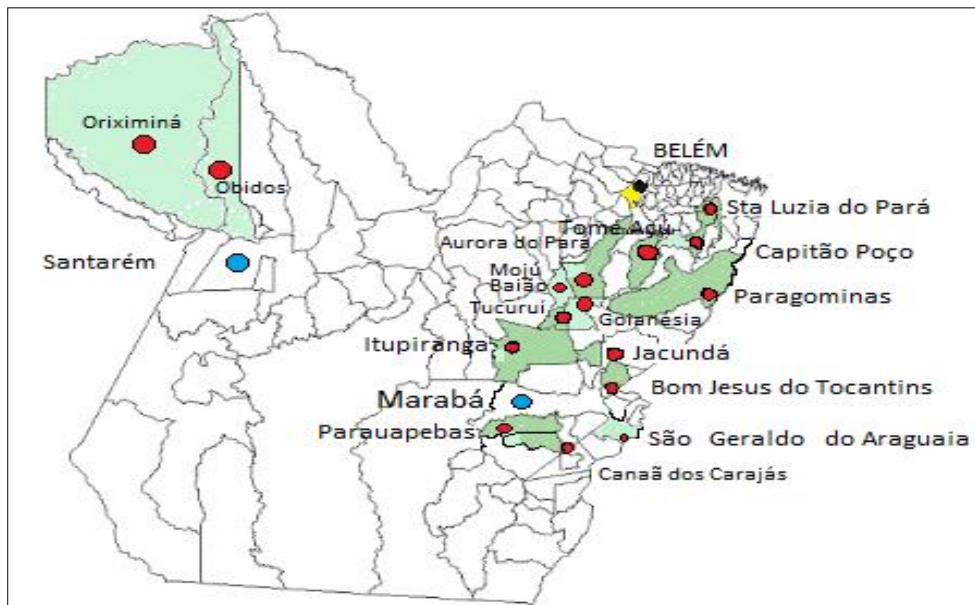 Oriximiná
BELÉM
Obidos
Sta Luzia do Pará
Tome Açu
Aurora do Pará
Capitão Poço
Santarém
Mojú
Baião
Paragominas
Tucuruí
Goianésia
Itupiranga
Jacundá
Bom Jesus do Tocantins
Marabá
Parauapebas
São Geraldo do Araguaia
Canaã dos Carajás